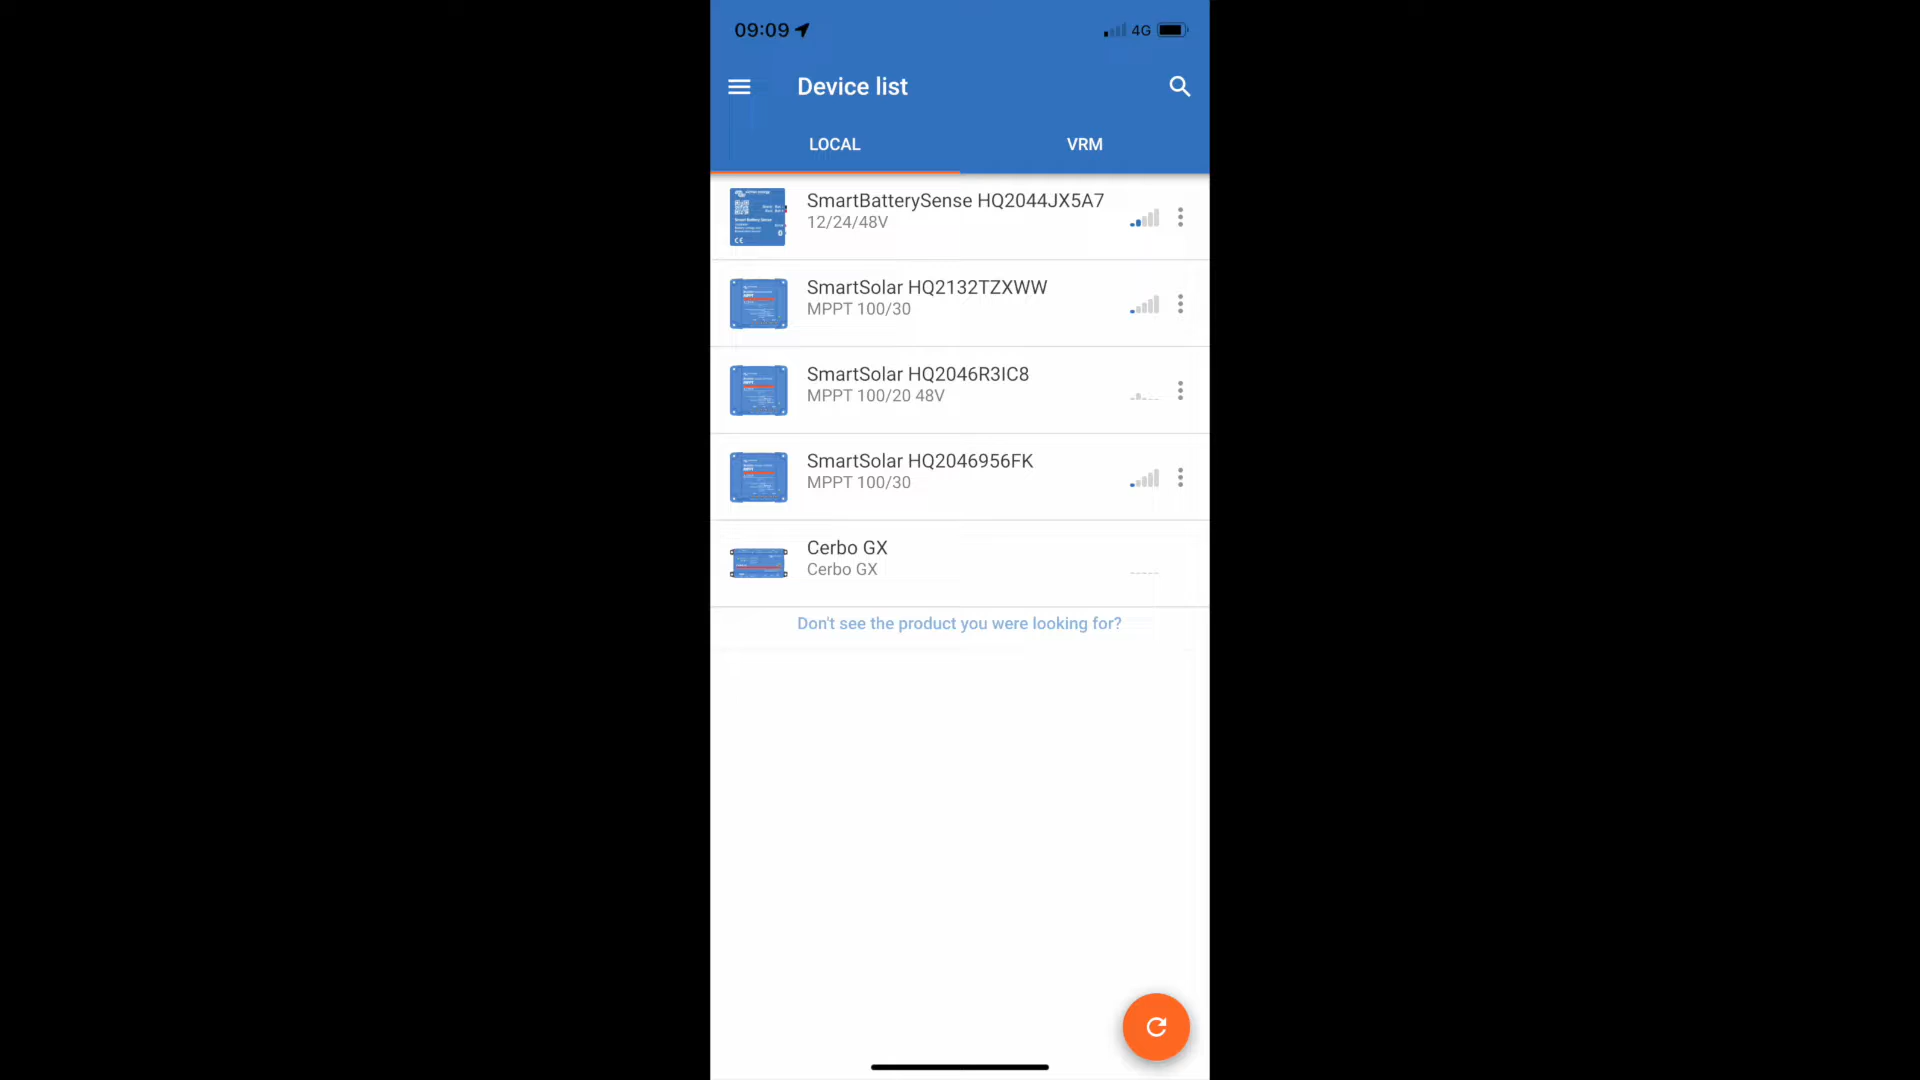 09:09
4G
Device list
LOCAL
VRM
SmartBatterySense HQ2044JX5A7
12/24/48V
SmartSolar HQ2132TZXWW
MPPT 100/30
SmartSolar HQ2046R3IC8
MPPT 100/20 48V
SmartSolar HQ2046956FK
MPPT 100/30
Cerbo GX
Cerbo GX
Don't see the product you were looking for?